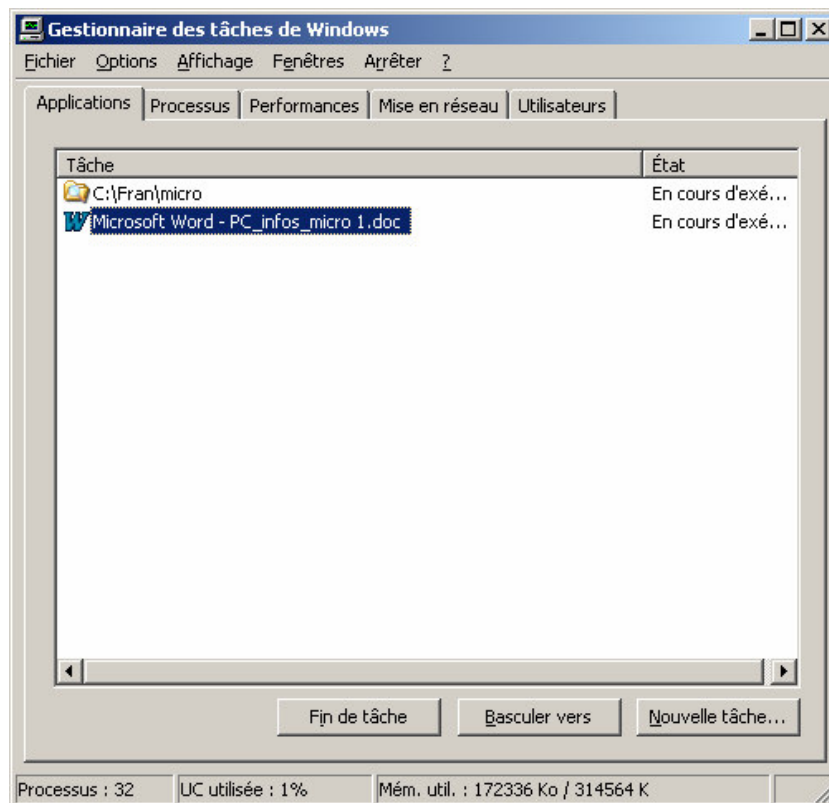 Gestionnaire des tâches de Windows
Fichier Options Affichage Fenêtres Arrêter ?
Applications Processus Performances Mise en réseau Utilisateurs
Tâche État
C:\Fran\micro En cours d'exé...
Microsoft Word - PC_infos_micro 1.doc En cours d'exé...
Fin de tâche Basculer vers Nouvelle tâche...
Processus : 32 UC utilisée : 1% Mém. util. : 172336 Ko / 314564 K